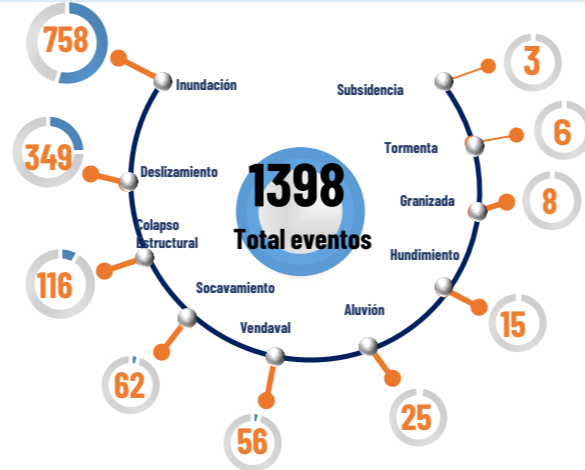 758
Inundación
349
Deslizamiento
116
Colapso
Estructural
62
Socavamiento
56
Vendaval
25
Aluvión
15
Hundimiento
8
Granizada
6
Tormenta
3
Subsidencia
1398
Total eventos